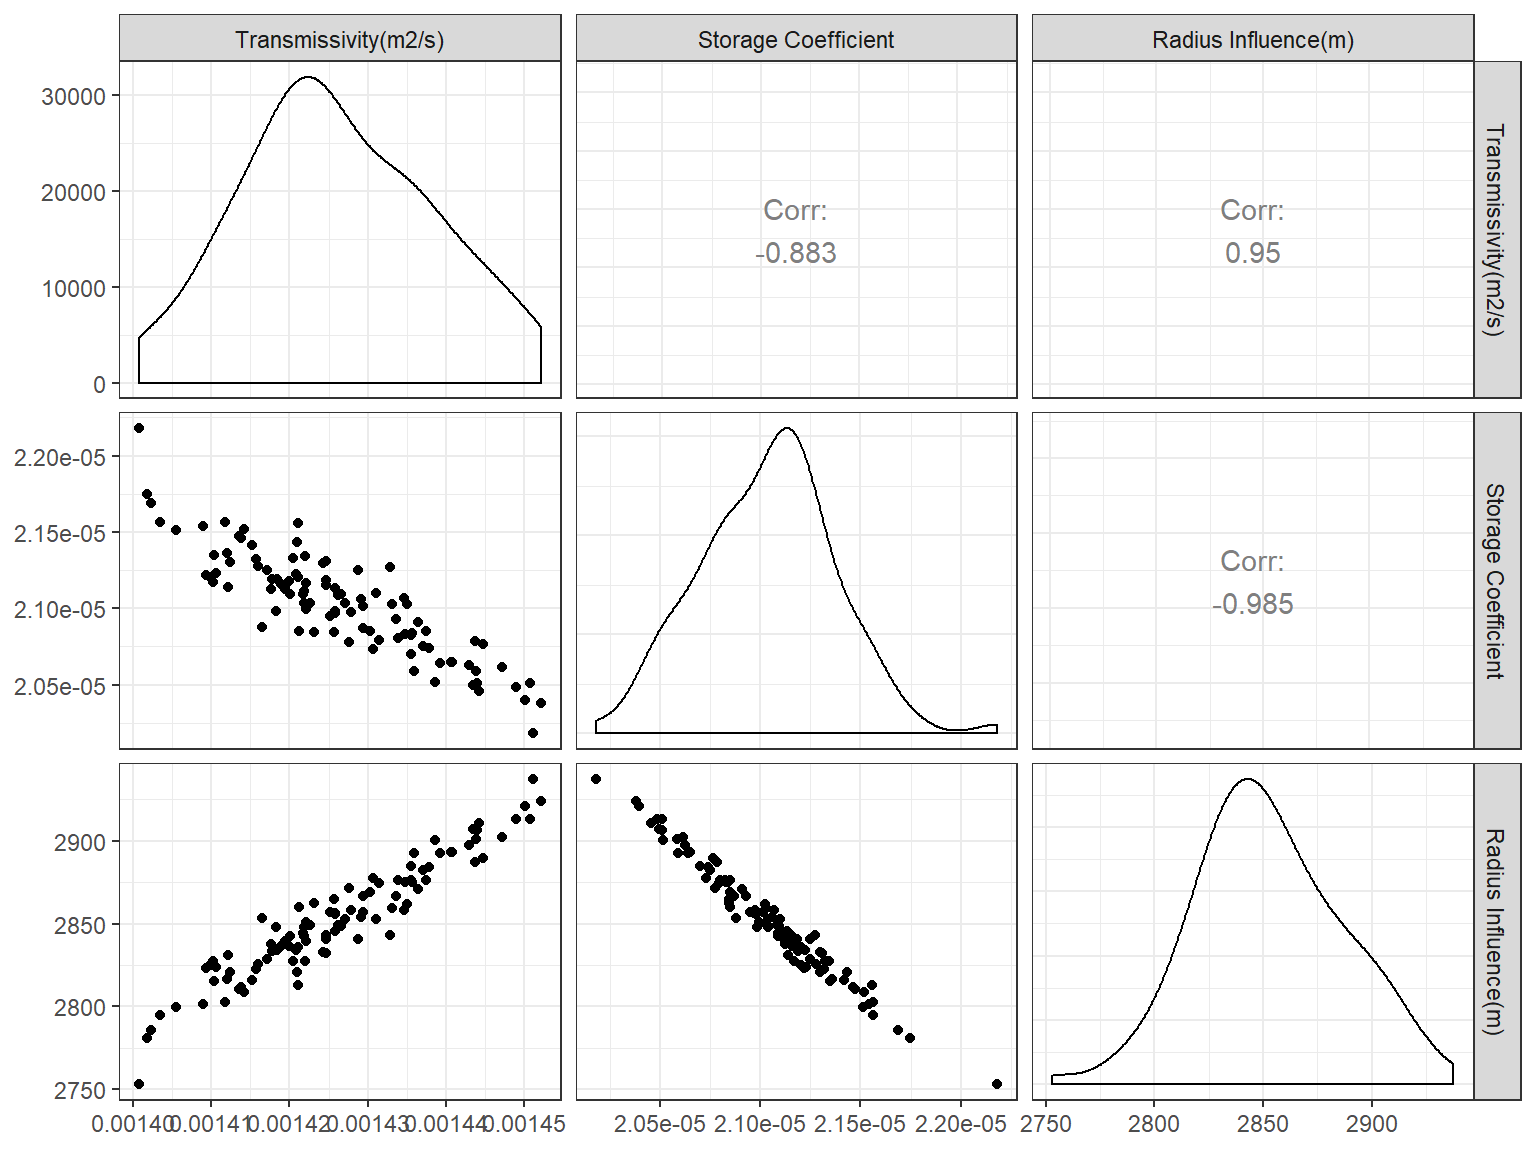 Transmissivity(m2/s)
Storage Coefficient
Radius Influence(m)
30000
20000
10000
0
Corr:
-0.883
Corr:
0.95
Transmissivity(m2/s)
2.20e-05
2.15e-05
2.10e-05
2.05e-05
Corr:
-0.985
Storage Coefficient
2900
2850
2800
2750
Radius Influence(m)
0.00140 0.00141 0.00142 0.00143 0.00144 0.00145
2.05e-05 2.10e-05 2.15e-05 2.20e-05
2750 2800 2850 2900